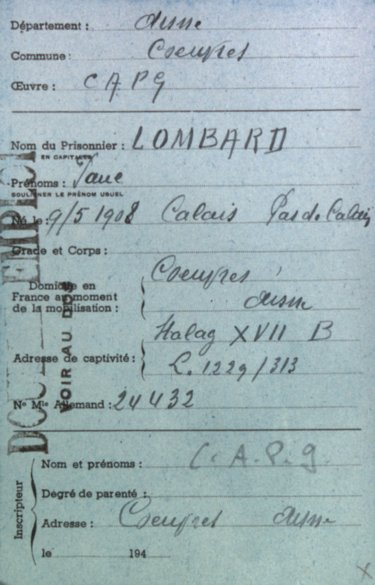 Département : Aisne
Commune : Coeuvres
Œuvre : C A P G
Nom du Prisonnier : LOMBARD
EN CAPITALES
Prénoms :
SOULIGNER LE PRÉNOM USUEL
Né le : 9/5 1908 Calais Pas de Calais
Grade et Corps :
Domicile en France au moment de la mobilisation : Coeuvres
Aisne
Adresse de captivité : Stalag XVII B
L. 1229/313
No Mle Allemand : 24432
VOIR AU DOS
Inscripteur
Nom et prénoms : C. A. P. G
Dégré de parenté :
Adresse : Coeuvres Aisne
le 194